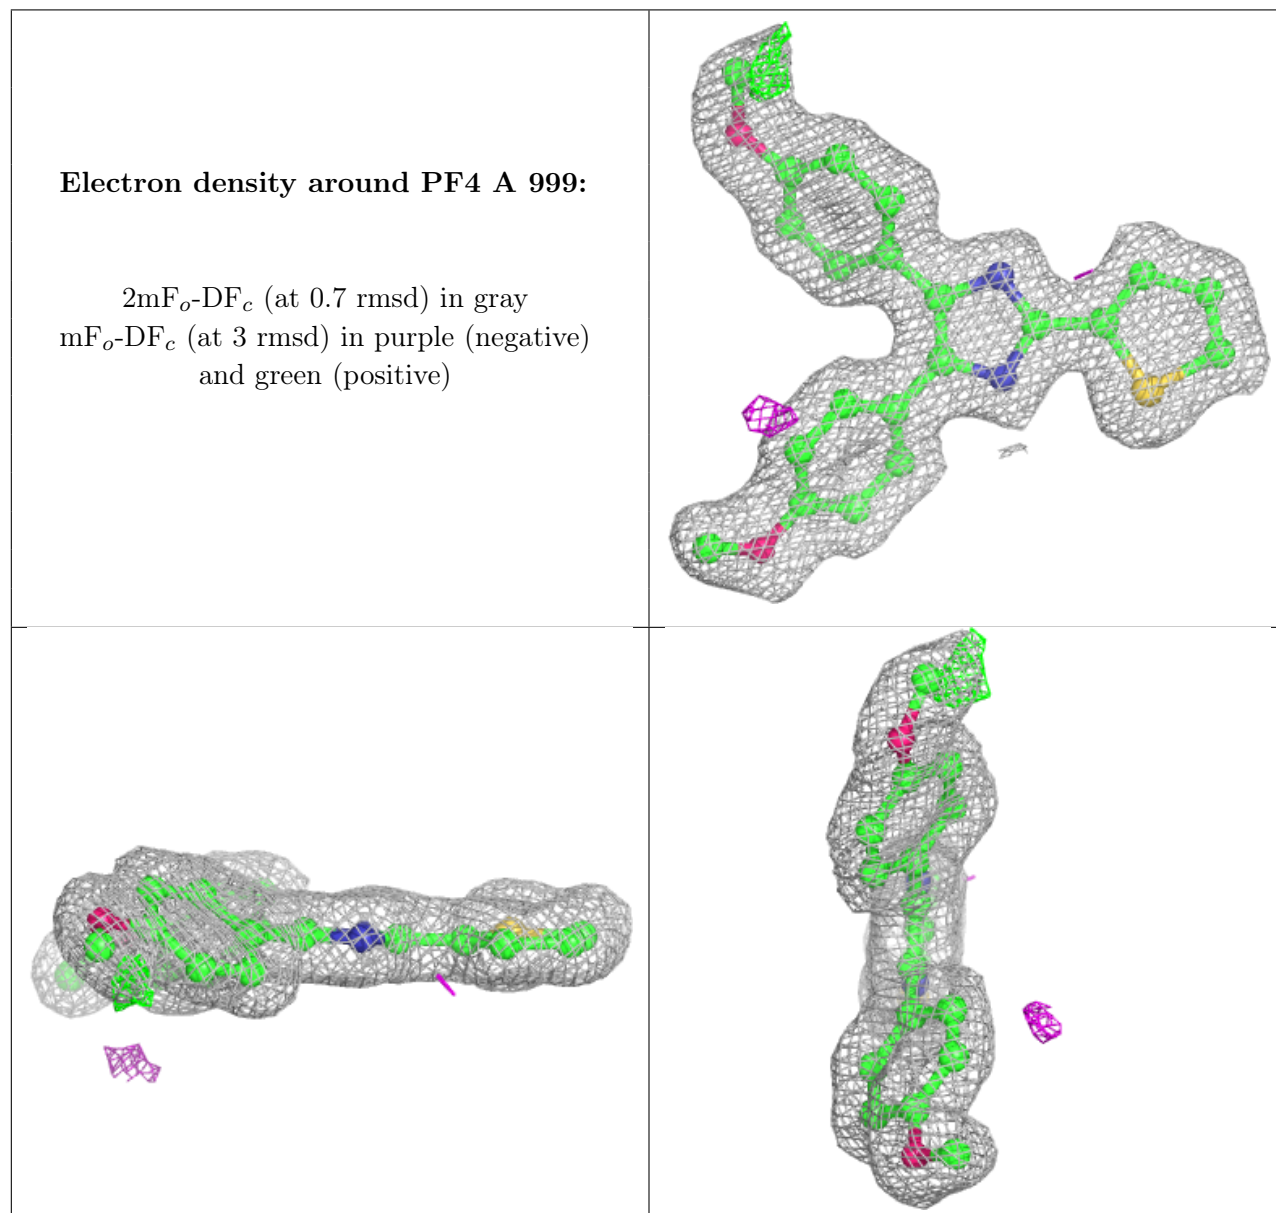 Electron density around PF4 A 999:
2mFo-DFc (at 0.7 rmsd) in gray
mFo-DFc (at 3 rmsd) in purple (negative)
and green (positive)